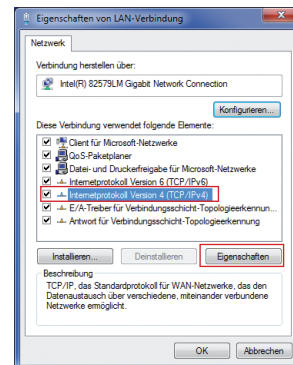 Eigenschaften von LAN-Verbindung
Netzwerk
Verbindung herstellen über:
Intel(R) 82579LM Gigabit Network Connection
Konfigurieren...
Diese Verbindung verwendet folgende Elemente:
Client für Microsoft-Netzwerke
QoS-Paketplaner
Datei- und Druckerfreigabe für Microsoft-Netzwerke
Internetprotokoll Version 6 (TCP/IPv6)
Internetprotokoll Version 4 (TCP/IPv4)
E/A-Treiber für Verbindungsschicht-Topologieerkennun...
Antwort für Verbindungsschicht-Topologieerkennung
Installieren... Deinstallieren Eigenschaften
Beschreibung
TCP/IP, das Standardprotokoll für WAN-Netzwerke, das den
Datenaustausch über verschiedene, miteinander verbundene
Netzwerke ermöglicht.
OK Abbrechen